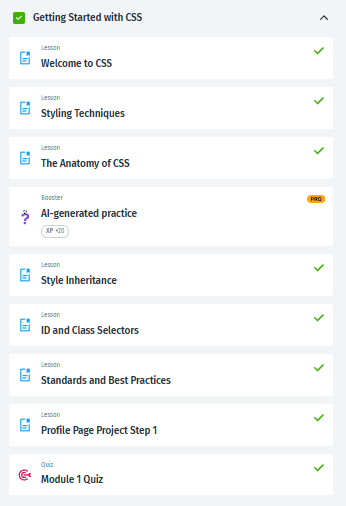 Getting Started with CSS
Lesson
Welcome to CSS
Lesson
Styling Techniques
Lesson
The Anatomy of CSS
Booster
PRO
AI-generated practice
XP +20
Lesson
Style Inheritance
Lesson
ID and Class Selectors
Lesson
Standards and Best Practices
Lesson
Profile Page Project Step 1
Quiz
Module 1 Quiz